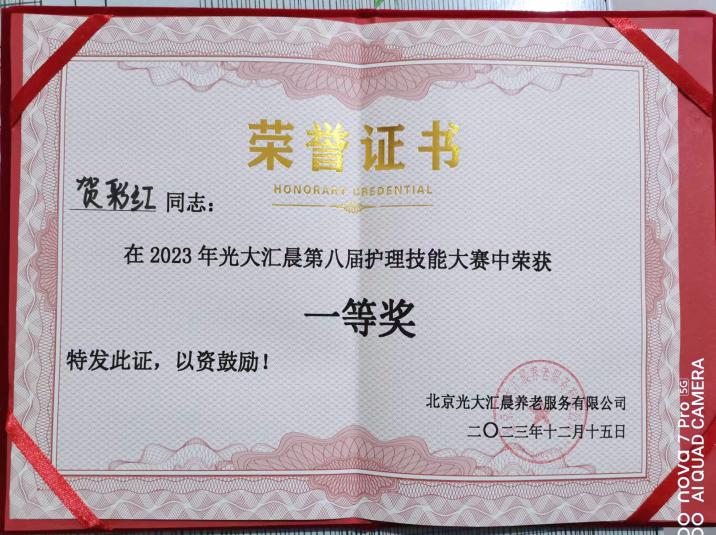 荣誉证书
HONORARY CREDENTIAL
贺彩红 同志：
在 2023 年光大汇晨第八届护理技能大赛中荣获
一等奖
特发此证，以资鼓励！
北京光大汇晨养老服务有限公司
二〇二三年十二月十五日
nova 7 Pro 5G
AI QUAD CAMERA